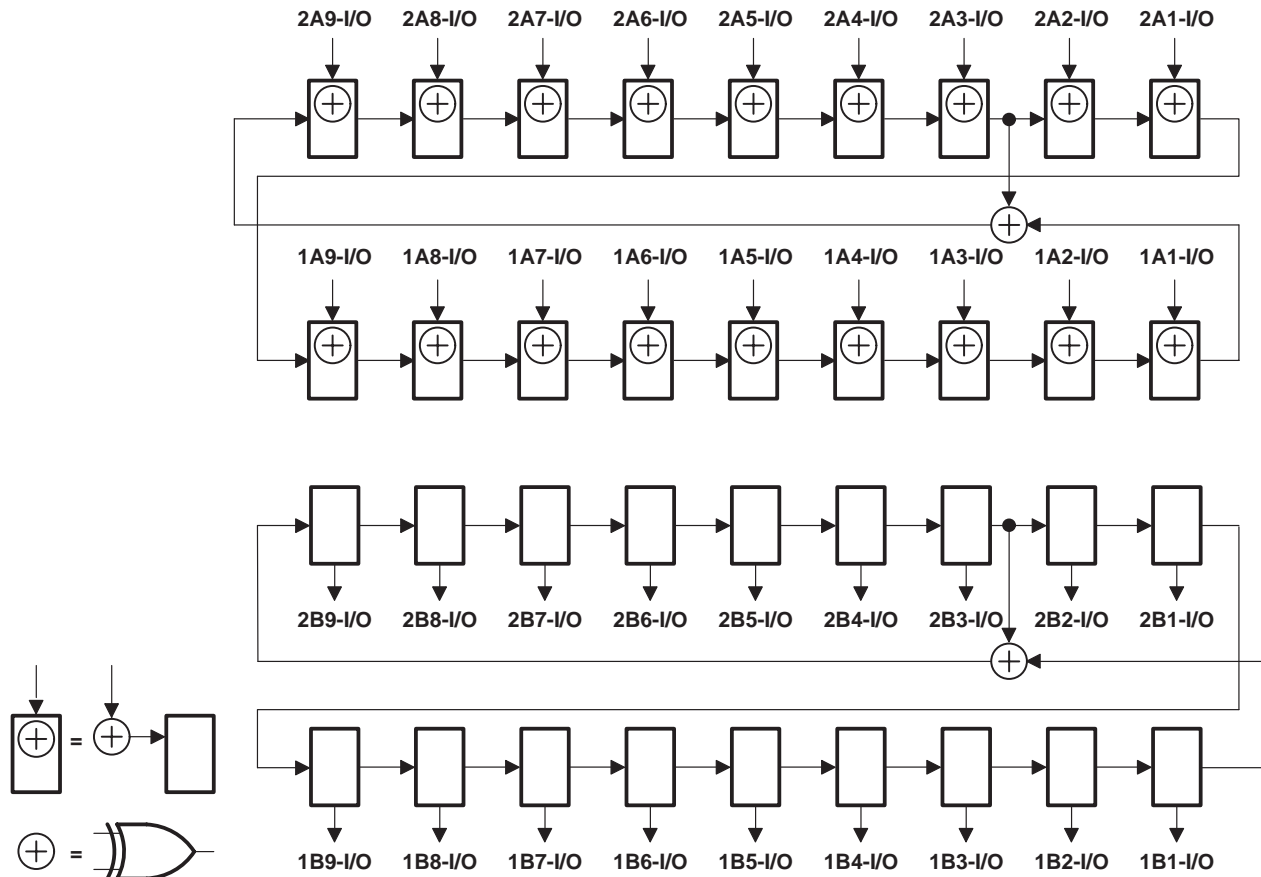 2A9-I/O 2A8-I/O 2A7-I/O 2A6-I/O 2A5-I/O 2A4-I/O 2A3-I/O 2A2-I/O 2A1-I/O
1A9-I/O 1A8-I/O 1A7-I/O 1A6-I/O 1A5-I/O 1A4-I/O 1A3-I/O 1A2-I/O 1A1-I/O
2B9-I/O 2B8-I/O 2B7-I/O 2B6-I/O 2B5-I/O 2B4-I/O 2B3-I/O 2B2-I/O 2B1-I/O
=
=
1B9-I/O 1B8-I/O 1B7-I/O 1B6-I/O 1B5-I/O 1B4-I/O 1B3-I/O 1B2-I/O 1B1-I/O